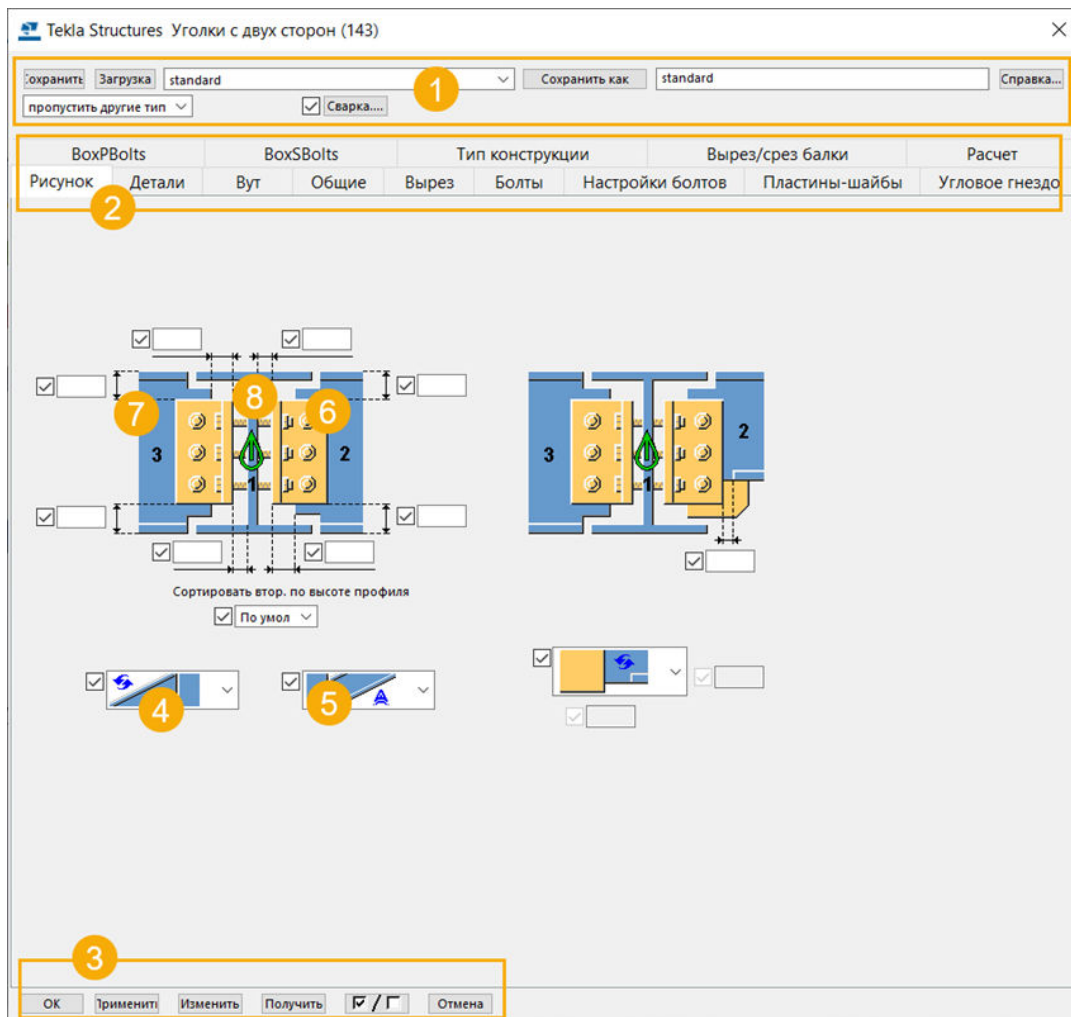 Tekla Structures Уголки с двух сторон (143)
Сохранить Загрузка standard Сохранить как standard Справка...
пропустить другие тип Сварка....
1
BoxPBolts BoxSBolts Тип конструкции Вырез/срез балки Расчет
Рисунок Детали Вут Общие Вырез Болты Настройки болтов Пластины-шайбы Угловое гнездо
2
7 8 6
3 1 2
3 1 2
Сортировать втор. по высоте профиля
По умол
4 5
A
3
OK Применить Изменить Получить / Отмена